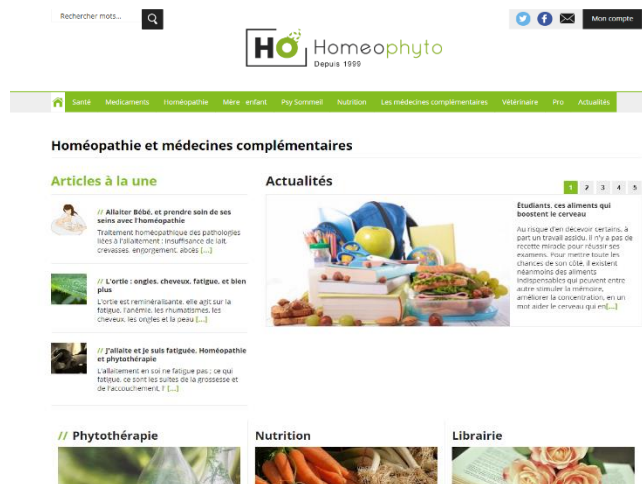 Rechercher mots...
Mon compte
HO Homeophyto
Depuis 1999
Santé Medicaments Homéopathie Mère enfant Psy Sommeil Nutrition Les médecines complémentaires Vétérinaire Pro Actualités
Homéopathie et médecines complémentaires
Articles à la une
// Allaiter Bébé, et prendre soin de ses
seins avec l'homéopathie
Traitement homéopathique des pathologies
liées à l'allaitement : insuffisance de lait,
crevasses, engorgement, abcès [...]
// L'ortie : ongles, cheveux, fatigue, et bien
plus
L'ortie est reminéralisante, elle agit sur la
fatigue, l'anémie, les rhumatismes, les
cheveux, les ongles et la peau [...]
// J'allaite et je suis fatiguée. Homéopathie
et phytothérapie
L'allaitement en soi ne fatigue pas ; ce qui
fatigue, ce sont les suites de la grossesse et
de l'accouchement, l' [...]
Actualités
1 2 3 4 5
Étudiants, ces aliments qui
boostent le cerveau
Au risque d'en décevoir certains, à
part un travail assidu, il n'y a pas de
recette miracle pour réussir ses
examens. Pour mettre toute les
chances de son côté, il existent
néanmoins des aliments
indispensables qui peuvent entre
autre stimuler la mémoire,
améliorer la concentration, en un
mot aider le cerveau qui en[...]
// Phytothérapie
Nutrition
Librairie